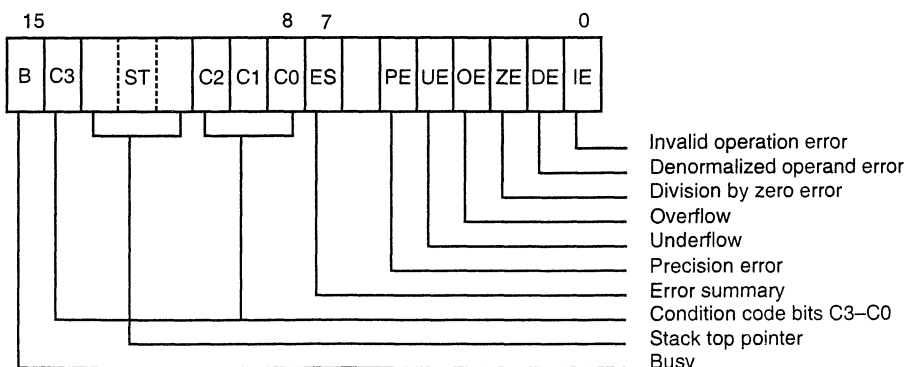 15 8 7 0
B C3 ST C2 C1 C0 ES PE UE OE ZE DE IE
Invalid operation error
Denormalized operand error
Division by zero error
Overflow
Underflow
Precision error
Error summary
Condition code bits C3–C0
Stack top pointer
Busy